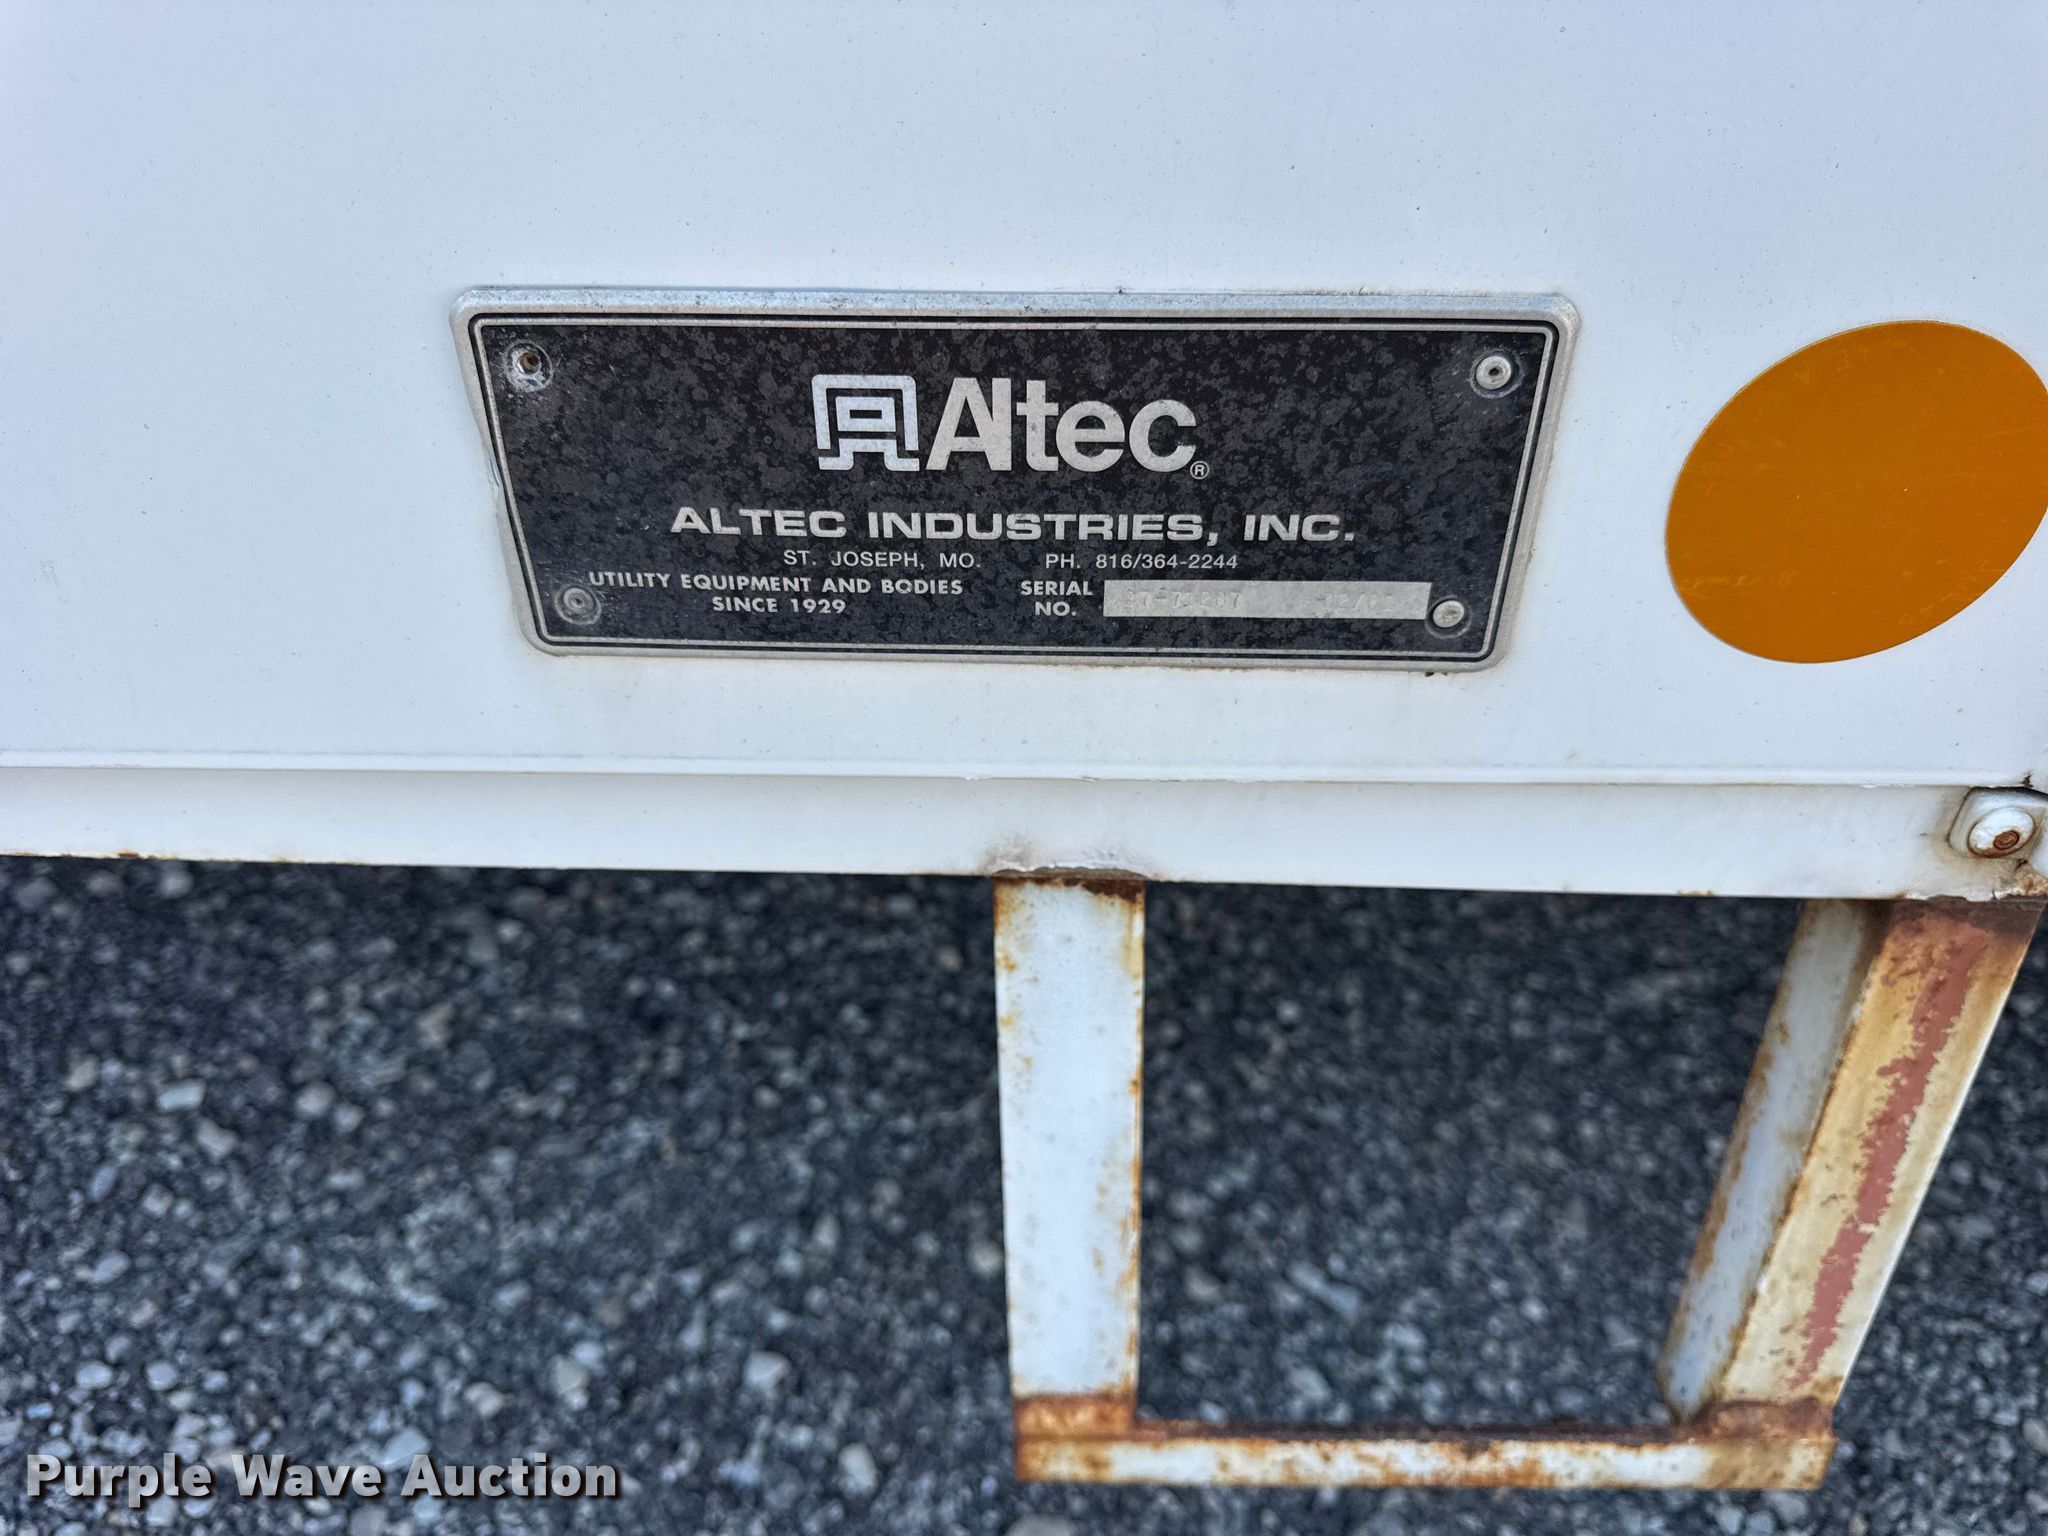 Altec®
ALTEC INDUSTRIES, INC.
ST. JOSEPH, MO. PH. 816/364-2244
UTILITY EQUIPMENT AND BODIES
SINCE 1929
SERIAL
NO.
Purple Wave Auction